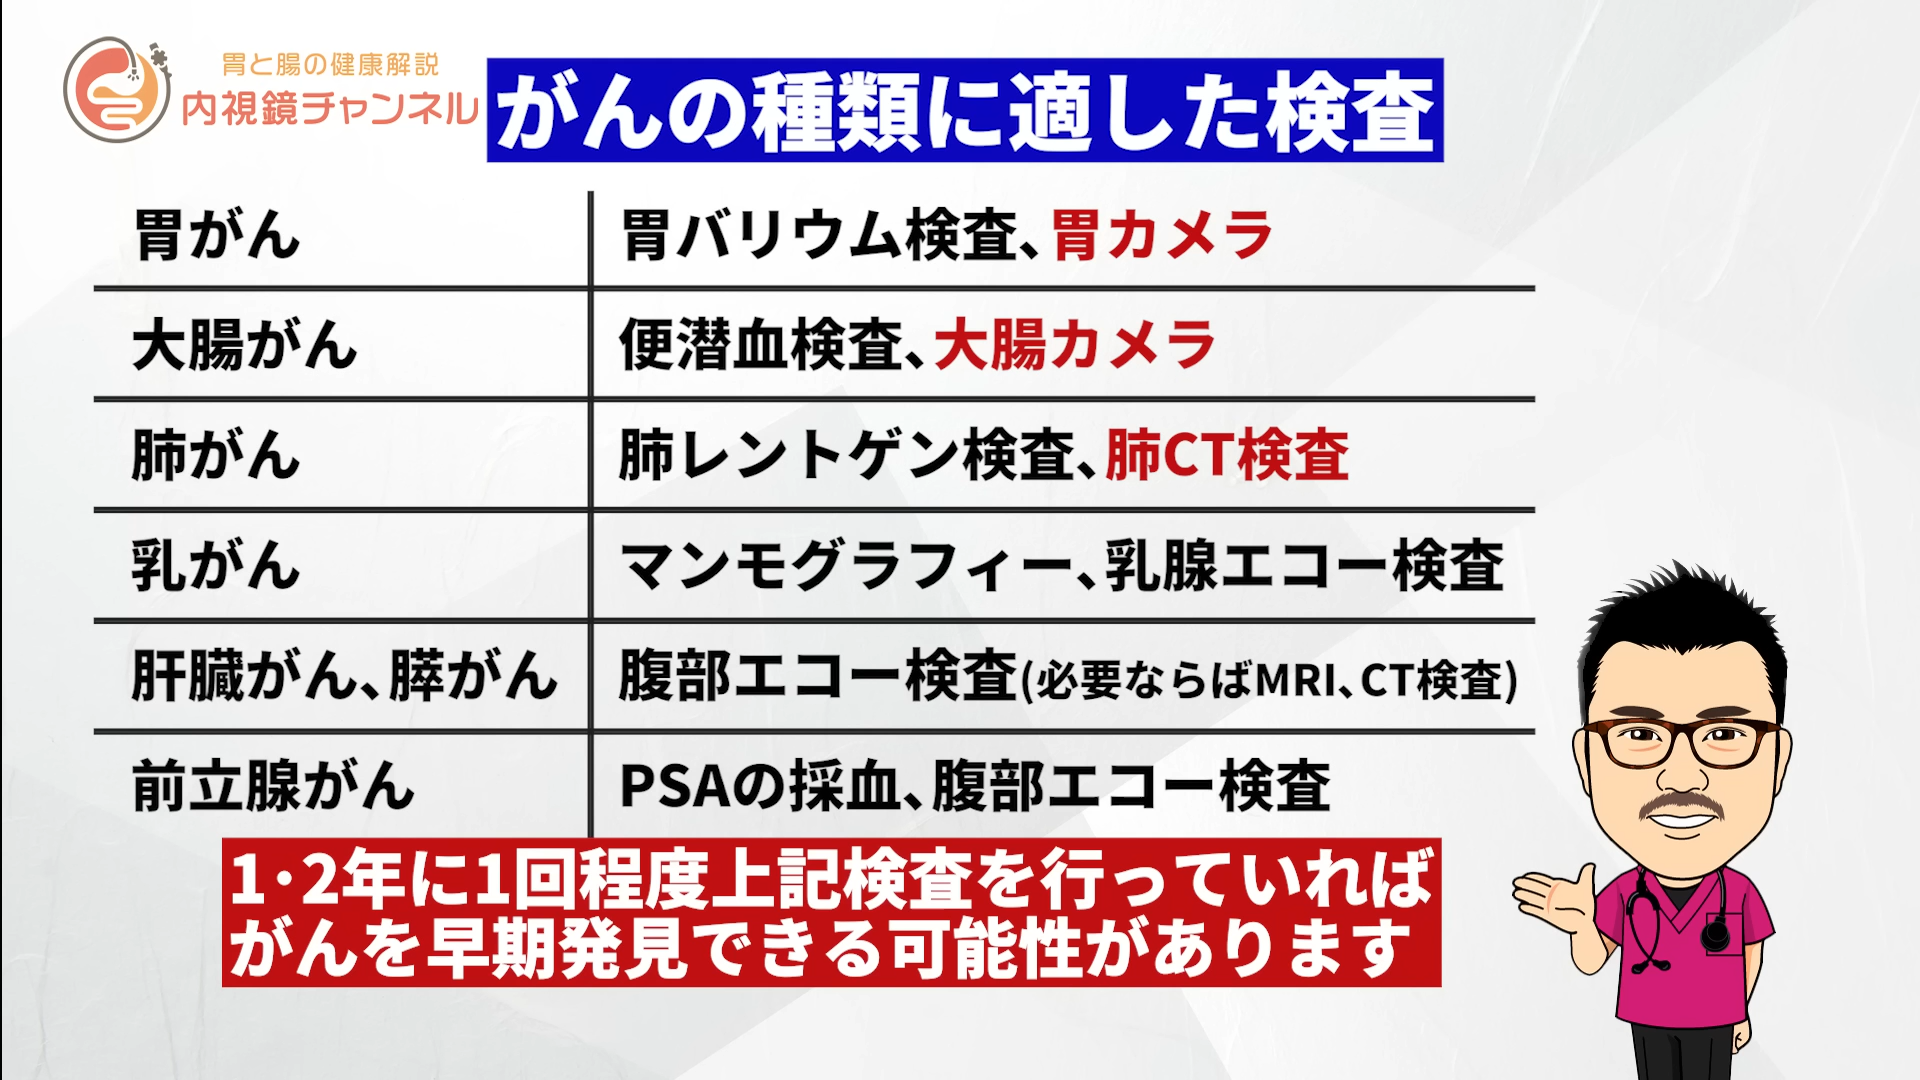 胃と腸の健康解説
内視鏡チャンネル
がんの種類に適した検査
胃がん
胃バリウム検査、胃カメラ
大腸がん
便潜血検査、大腸カメラ
肺がん
肺レントゲン検査、肺CT検査
乳がん
マンモグラフィー、乳腺エコー検査
肝臓がん、膵がん
腹部エコー検査(必要ならばMRI、CT検査)
前立腺がん
PSAの採血、腹部エコー検査
1・2年に1回程度上記検査を行っていれば
がんを早期発見できる可能性があります